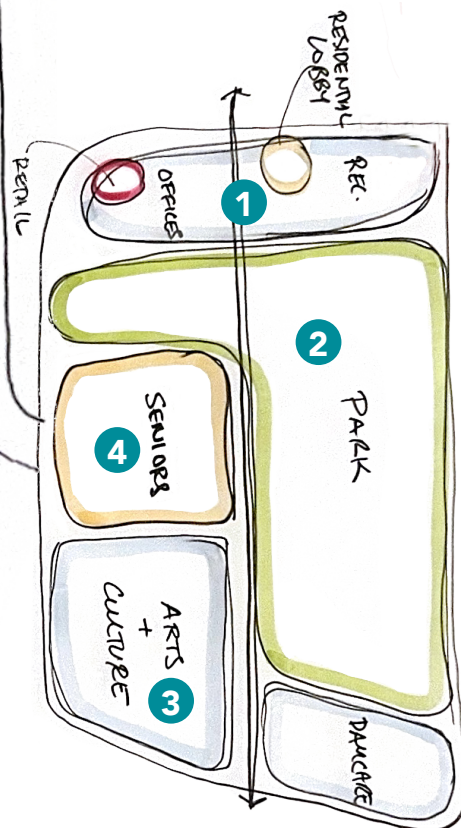 RESIDENTIAL
LOBBY
REC.
1
OFFICES
RETAIL
2
PARK
SENIORS
4
ARTS
+
CULTURE
3
DAYCARE